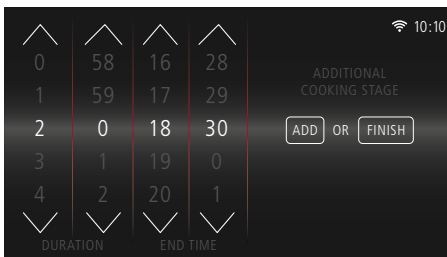 10:10
0 58 16 28
1 59 17 29
2 0 18 30
3 1 19 0
4 2 20 1
DURATION END TIME
ADDITIONAL
COOKING STAGE
ADD OR FINISH